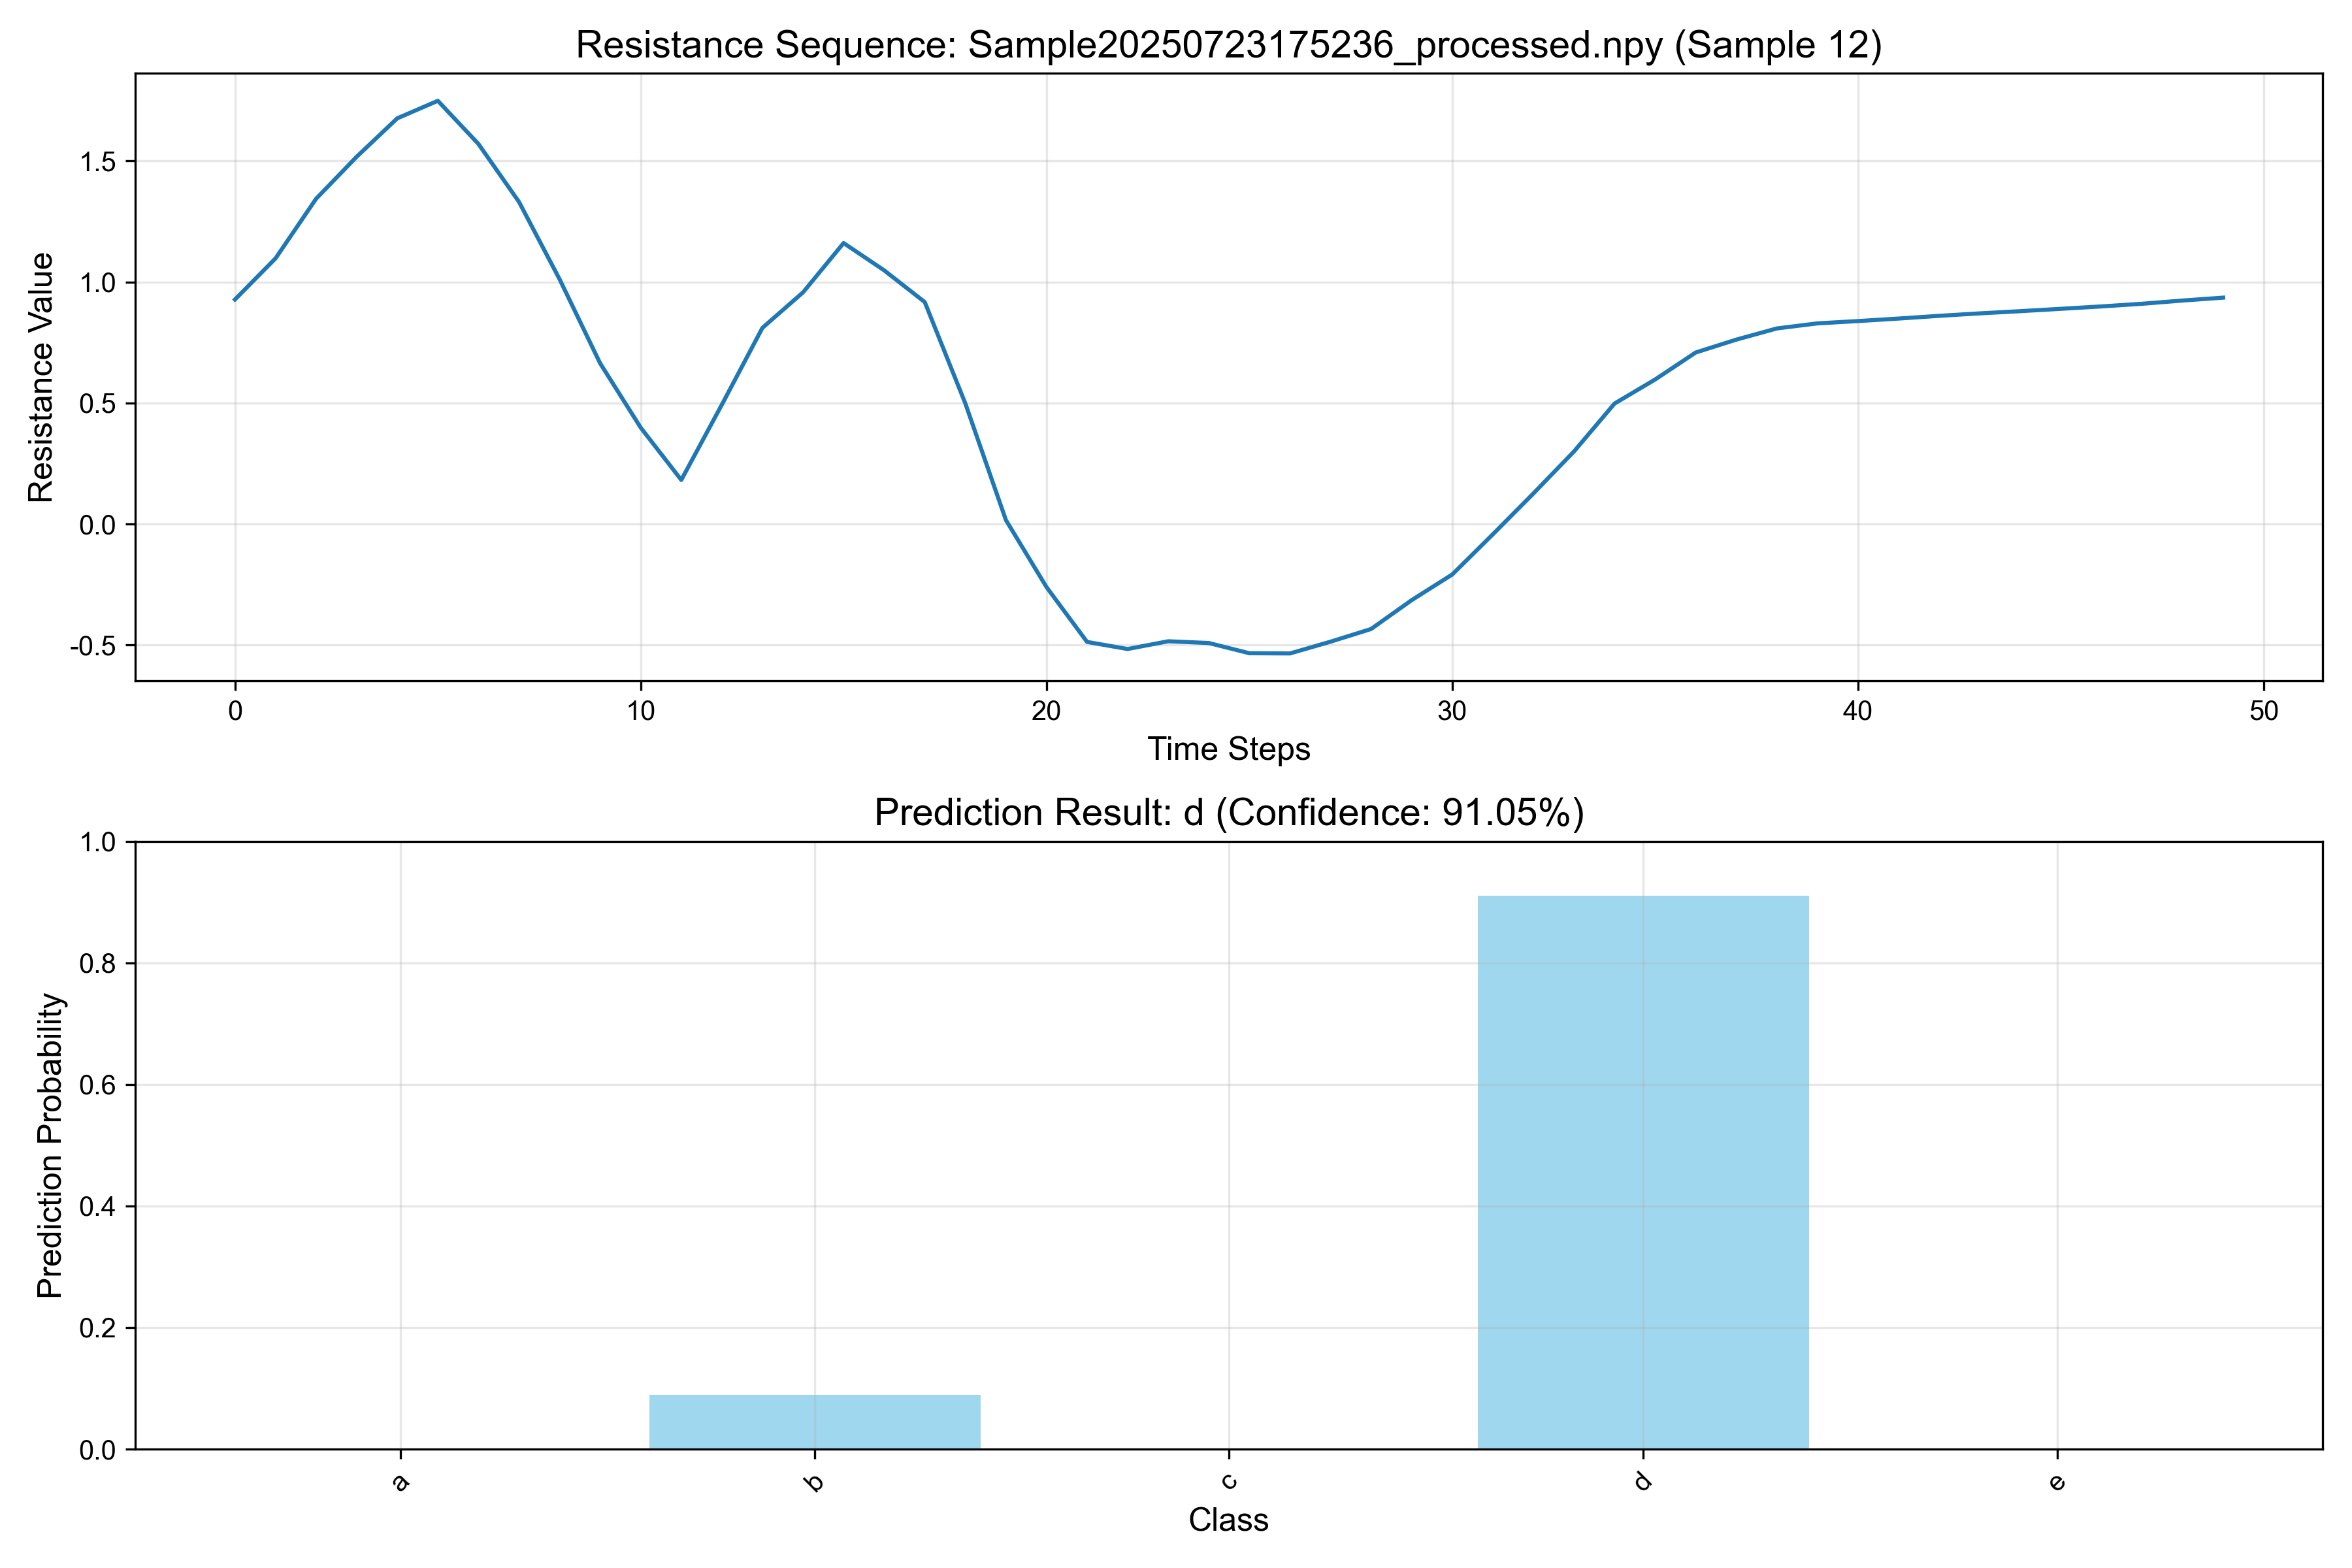 Resistance Sequence: Sample20250723175236_processed.npy (Sample 12)
Resistance Value
1.5
1.0
0.5
0.0
-0.5
0 10 20 30 40 50
Time Steps
Prediction Result: d (Confidence: 91.05%)
Prediction Probability
1.0
0.8
0.6
0.4
0.2
0.0
a b c d e
Class